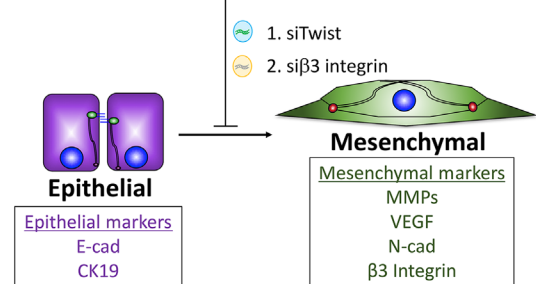 1. siTwist
2. siβ3 integrin
Epithelial
Mesenchymal
Epithelial markers
E-cad
CK19
Mesenchymal markers
MMPs
VEGF
N-cad
β3 Integrin